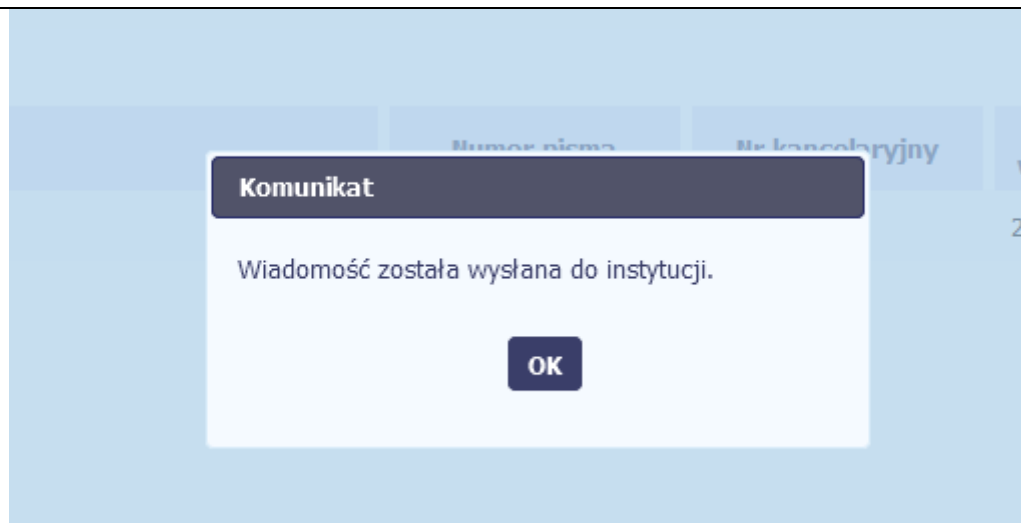 Numer pisma Nr kancelaryjny
Komunikat
Wiadomość została wysłana do instytucji.
OK